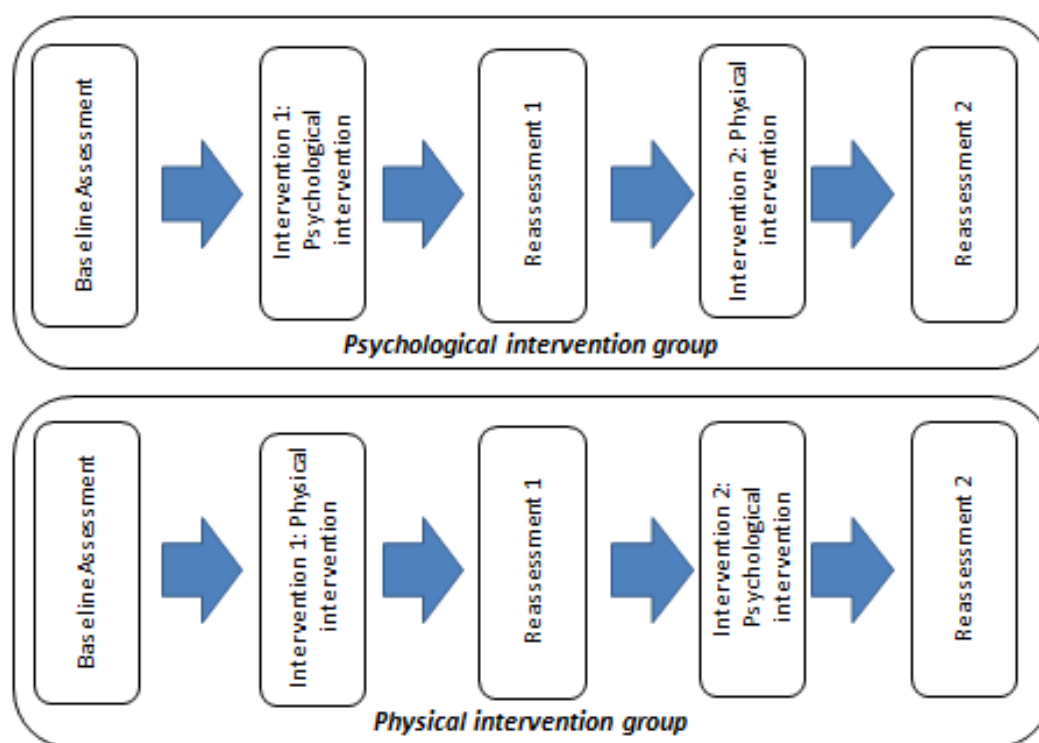 Baseline Assessment
Intervention 1:
Psychological
intervention
Reassessment 1
Intervention 2: Physical
intervention
Reassessment 2
Psychological intervention group
Baseline Assessment
Intervention 1: Physical
intervention
Reassessment 1
Intervention 2:
Psychological
intervention
Reassessment 2
Physical intervention group